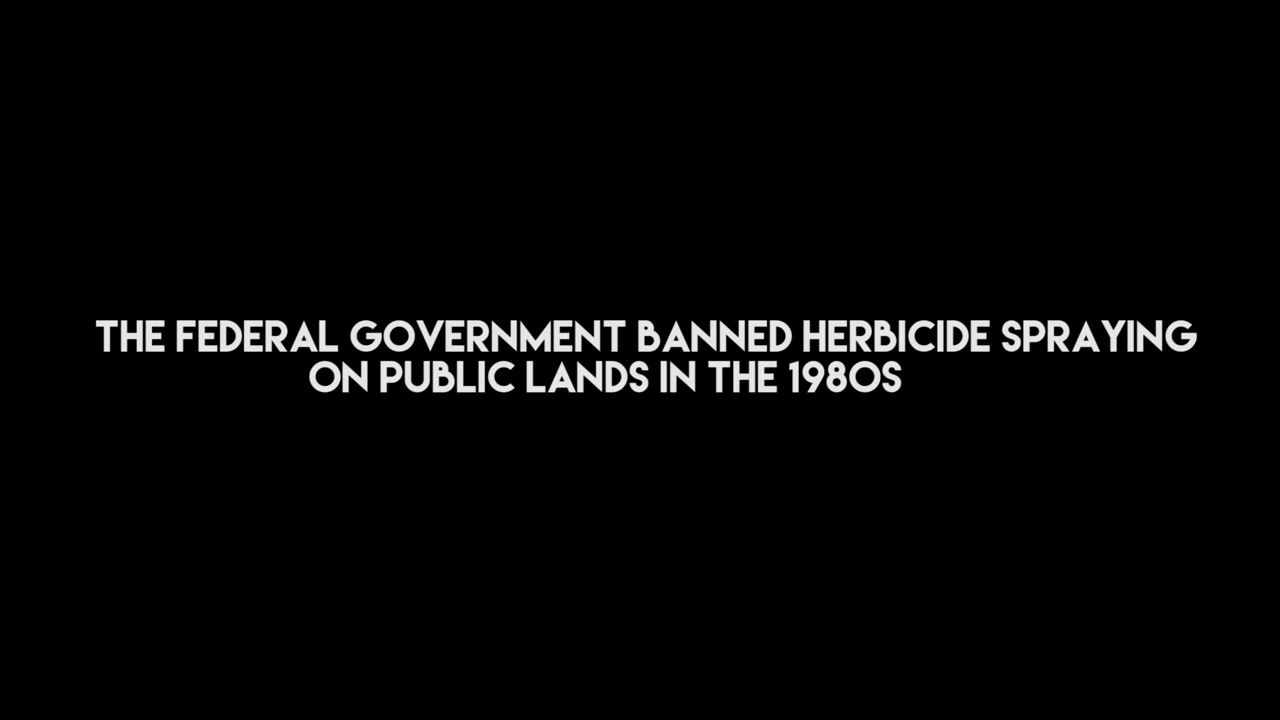 THE FEDERAL GOVERNMENT BANNED HERBICIDE SPRAYING
ON PUBLIC LANDS IN THE 1980S